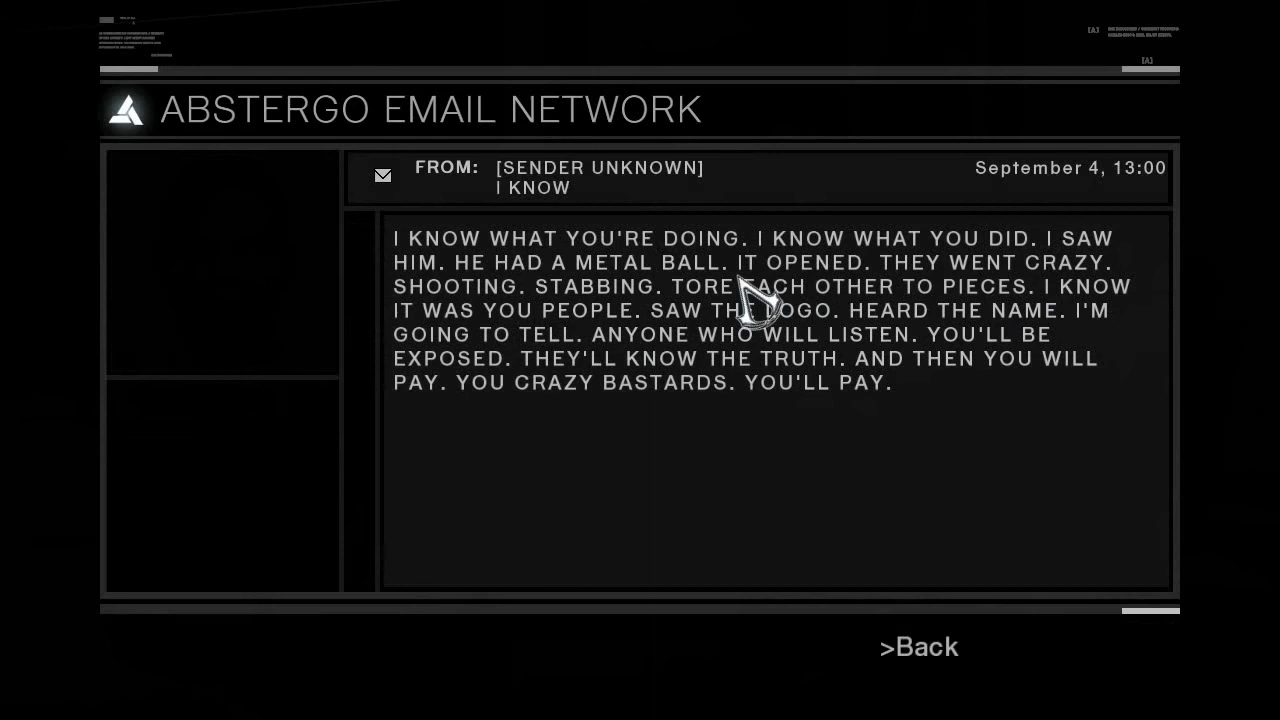 [A]
[A]
ABSTERGO EMAIL NETWORK
FROM: [SENDER UNKNOWN] September 4, 13:00
I KNOW
I KNOW WHAT YOU'RE DOING. I KNOW WHAT YOU DID. I SAW
HIM. HE HAD A METAL BALL. IT OPENED. THEY WENT CRAZY.
SHOOTING. STABBING. TORE EACH OTHER TO PIECES. I KNOW
IT WAS YOU PEOPLE. SAW THE LOGO. HEARD THE NAME. I'M
GOING TO TELL. ANYONE WHO WILL LISTEN. YOU'LL BE
EXPOSED. THEY'LL KNOW THE TRUTH. AND THEN YOU WILL
PAY. YOU CRAZY BASTARDS. YOU'LL PAY.
>Back